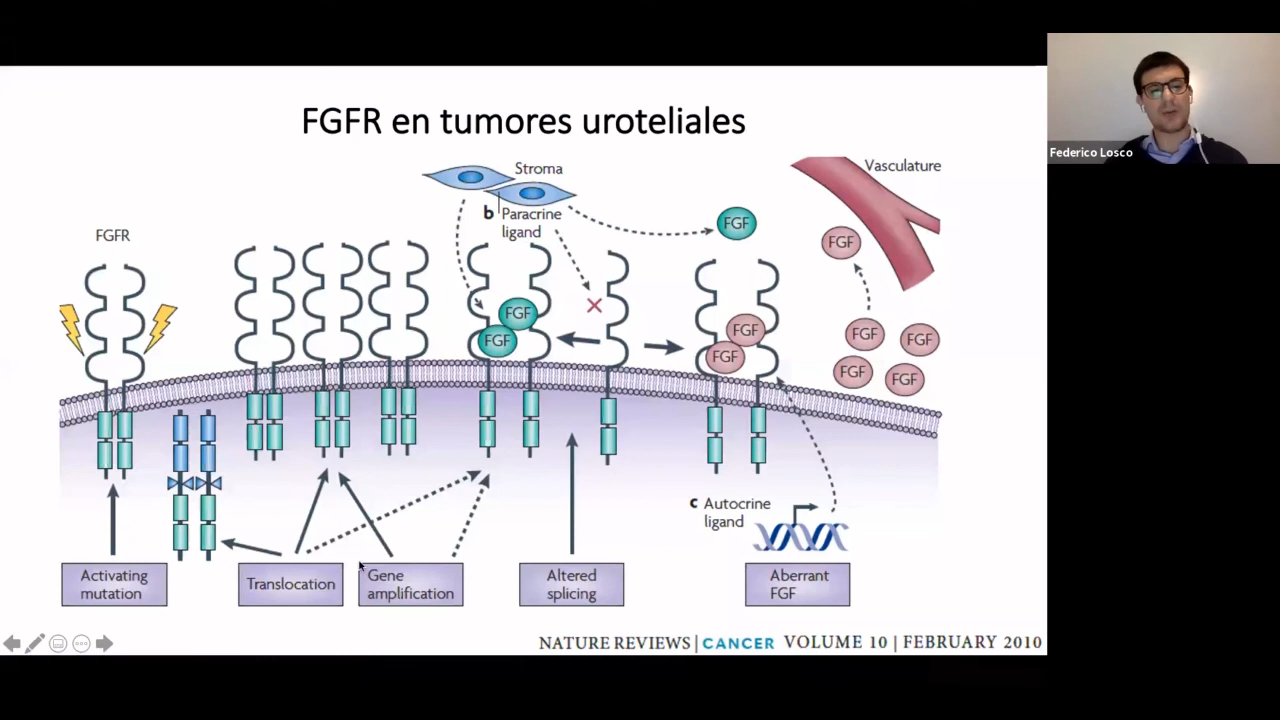 FGFR en tumores uroteliales
Federico Losco
Stroma
Vasculature
b Paracrine
ligand
FGFR
FGF
FGF
FGF
FGF
FGF
FGF
FGF
FGF
FGF
FGF
c Autocrine
ligand
Activating
mutation
Translocation
Gene
amplification
Altered
splicing
Aberrant
FGF
NATURE REVIEWS | CANCER VOLUME 10 | FEBRUARY 2010